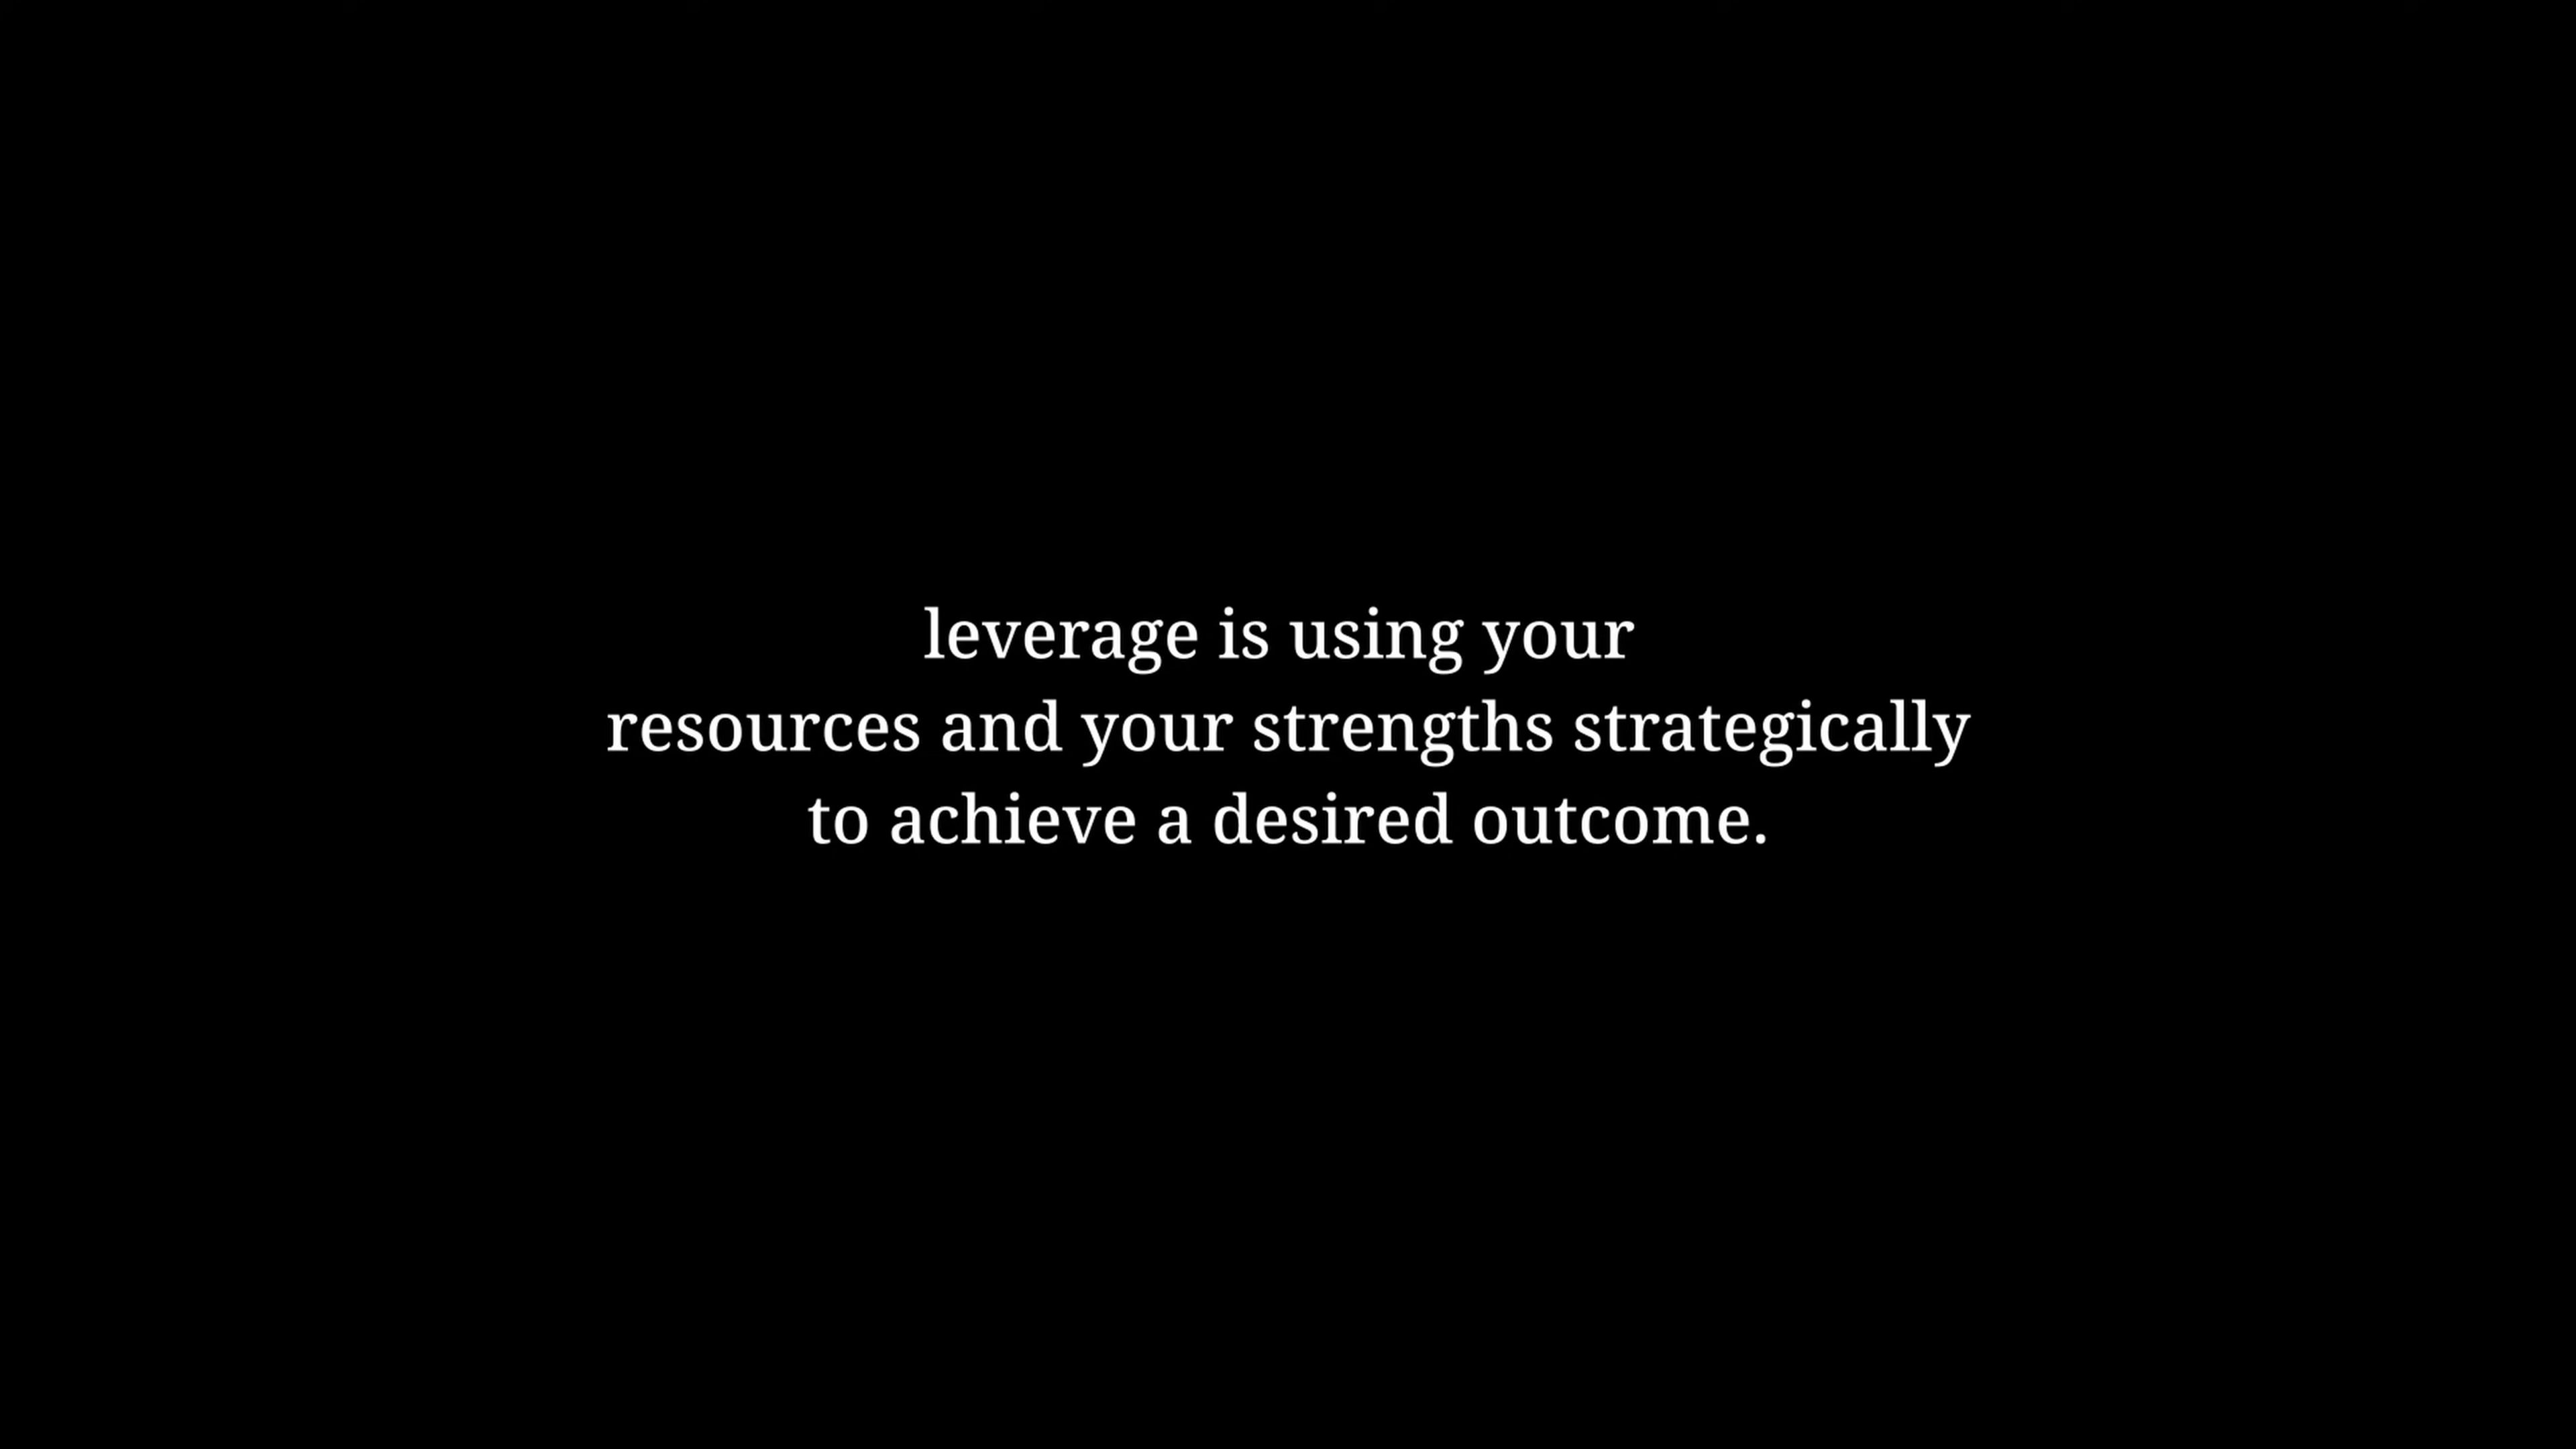 leverage is using your
resources and your strengths strategically
to achieve a desired outcome.